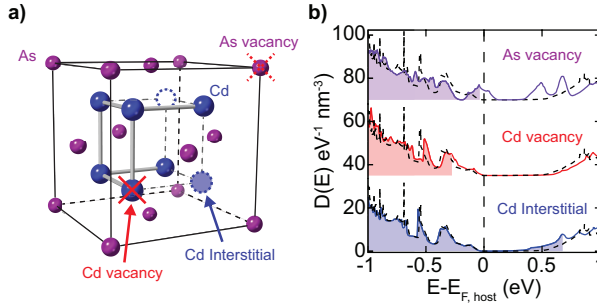 a)
As
As vacancy
Cd
Cd vacancy
Cd Interstitial
b)
D(E) eV⁻¹ nm⁻³
100
80
60
40
20
0
As vacancy
Cd vacancy
Cd Interstitial
-1
-0.5
0
0.5
1
E-E_F, host (eV)